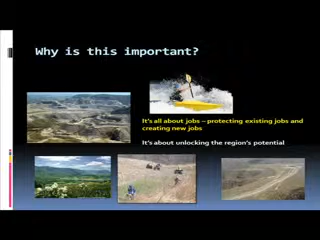 Why is this important?
It's all about jobs – protecting existing jobs and
creating new jobs
It's about unlocking the region's potential